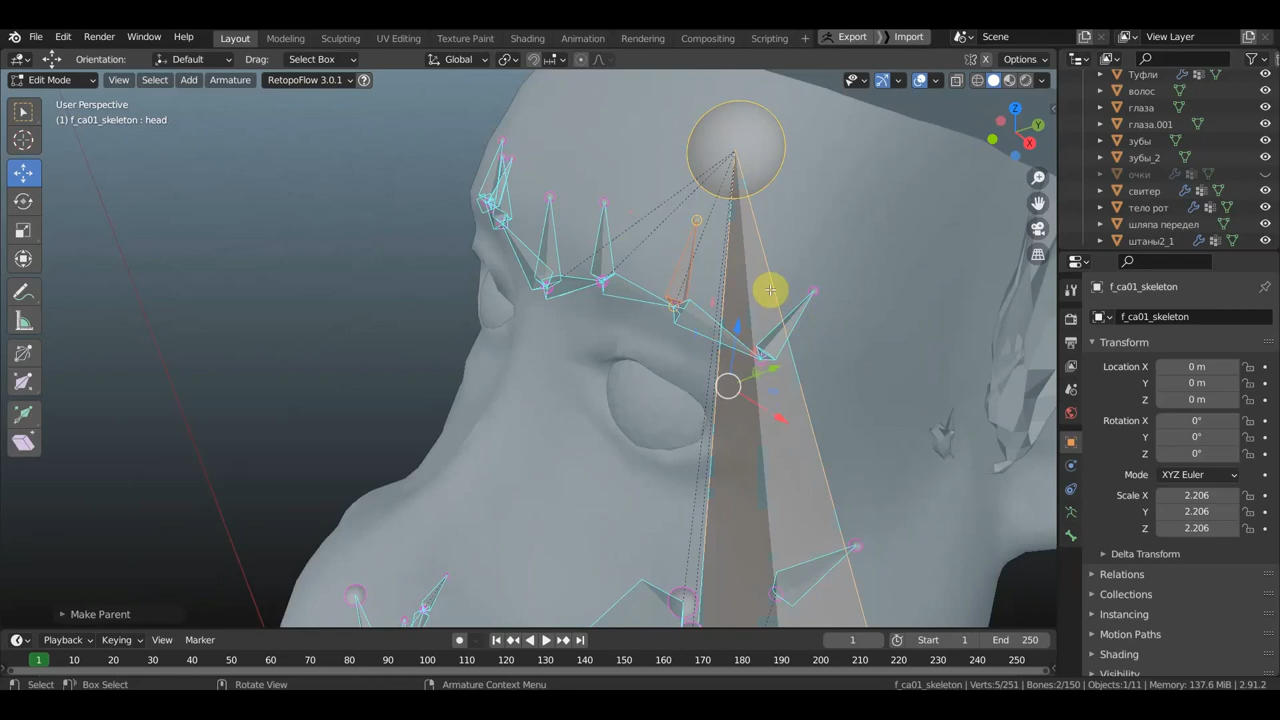 File Edit Render Window Help Layout Modeling Sculpting UV Editing Texture Paint Shading Animation Rendering Compositing Scripting + Export Import Scene View Layer
Orientation: Default Drag: Select Box Global X Options
Edit Mode View Select Add Armature RetopoFlow 3.0.1
User Perspective
(1) f_ca01_skeleton : head
Z
Y
X
Make Parent
Туфли
волос
глаза
глаза.001
зубы
зубы_2
очки
свитер
тело рот
шляпа передел
штаны2_1
f_ca01_skeleton
f_ca01_skeleton
Transform
Location X 0 m
Y 0 m
Z 0 m
Rotation X 0°
Y 0°
Z 0°
Mode XYZ Euler
Scale X 2.206
Y 2.206
Z 2.206
Delta Transform
Relations
Collections
Instancing
Motion Paths
Shading
Visibility
Playback Keying View Marker 1 Start 1 End 250
1 10 20 30 40 50 60 70 80 90 100 110 120 130 140 150 160 170 180 190 200 210 220 230 240 250
Select Box Select Rotate View Armature Context Menu f_ca01_skeleton | Verts:5/251 | Bones:2/150 | Objects:1/11 | Memory: 137.6 MiB | 2.91.2